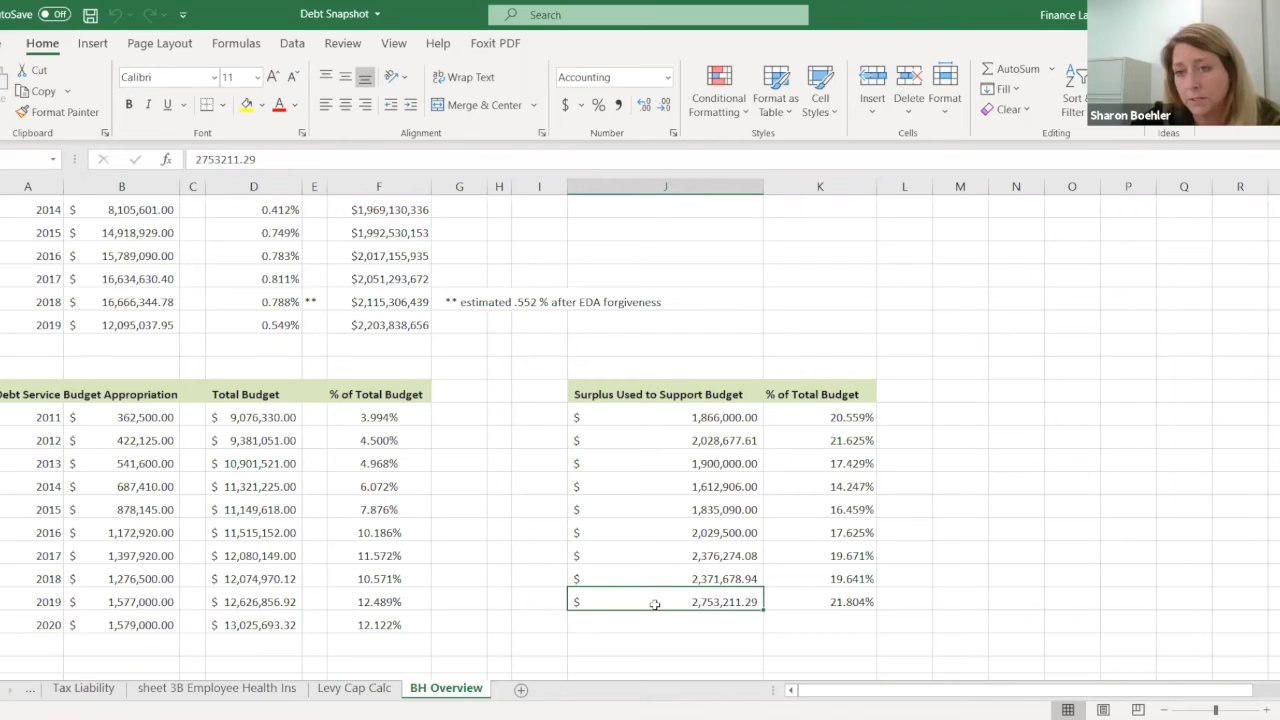 utoSave Off Debt Snapshot Search Finance La
Home Insert Page Layout Formulas Data Review View Help Foxit PDF
Cut
Copy
Format Painter
Calibri 11
B I U
Wrap Text
Merge & Center
Accounting
$ %
Conditional Formatting
Format as Table
Cell Styles
Insert
Delete
Format
AutoSum
Fill
Clear
Sort
Filter
Clipboard Font Alignment Number Styles Cells Editing Ideas
Sharon Boehler
fx 2753211.29
A B C D E F G H I J K L M N O P Q R
2014 $ 8,105,601.00 0.412% $1,969,130,336
2015 $ 14,918,929.00 0.749% $1,992,530,153
2016 $ 15,789,090.00 0.783% $2,017,155,935
2017 $ 16,634,630.40 0.811% $2,051,293,672
2018 $ 16,666,344.78 0.788% ** $2,115,306,439 ** estimated .552 % after EDA forgiveness
2019 $ 12,095,037.95 0.549% $2,203,838,656
Debt Service Budget Appropriation Total Budget % of Total Budget Surplus Used to Support Budget % of Total Budget
2011 $ 362,500.00 $ 9,076,330.00 3.994% $ 1,866,000.00 20.559%
2012 $ 422,125.00 $ 9,381,051.00 4.500% $ 2,028,677.61 21.625%
2013 $ 541,600.00 $ 10,901,521.00 4.968% $ 1,900,000.00 17.429%
2014 $ 687,410.00 $ 11,321,225.00 6.072% $ 1,612,906.00 14.247%
2015 $ 878,145.00 $ 11,149,618.00 7.876% $ 1,835,090.00 16.459%
2016 $ 1,172,920.00 $ 11,515,152.00 10.186% $ 2,029,500.00 17.625%
2017 $ 1,397,920.00 $ 12,080,149.00 11.572% $ 2,376,274.08 19.671%
2018 $ 1,276,500.00 $ 12,074,970.12 10.571% $ 2,371,678.94 19.641%
2019 $ 1,577,000.00 $ 12,626,856.92 12.489% $ 2,753,211.29 21.804%
2020 $ 1,579,000.00 $ 13,025,693.32 12.122%
... Tax Liability sheet 3B Employee Health Ins Levy Cap Calc BH Overview